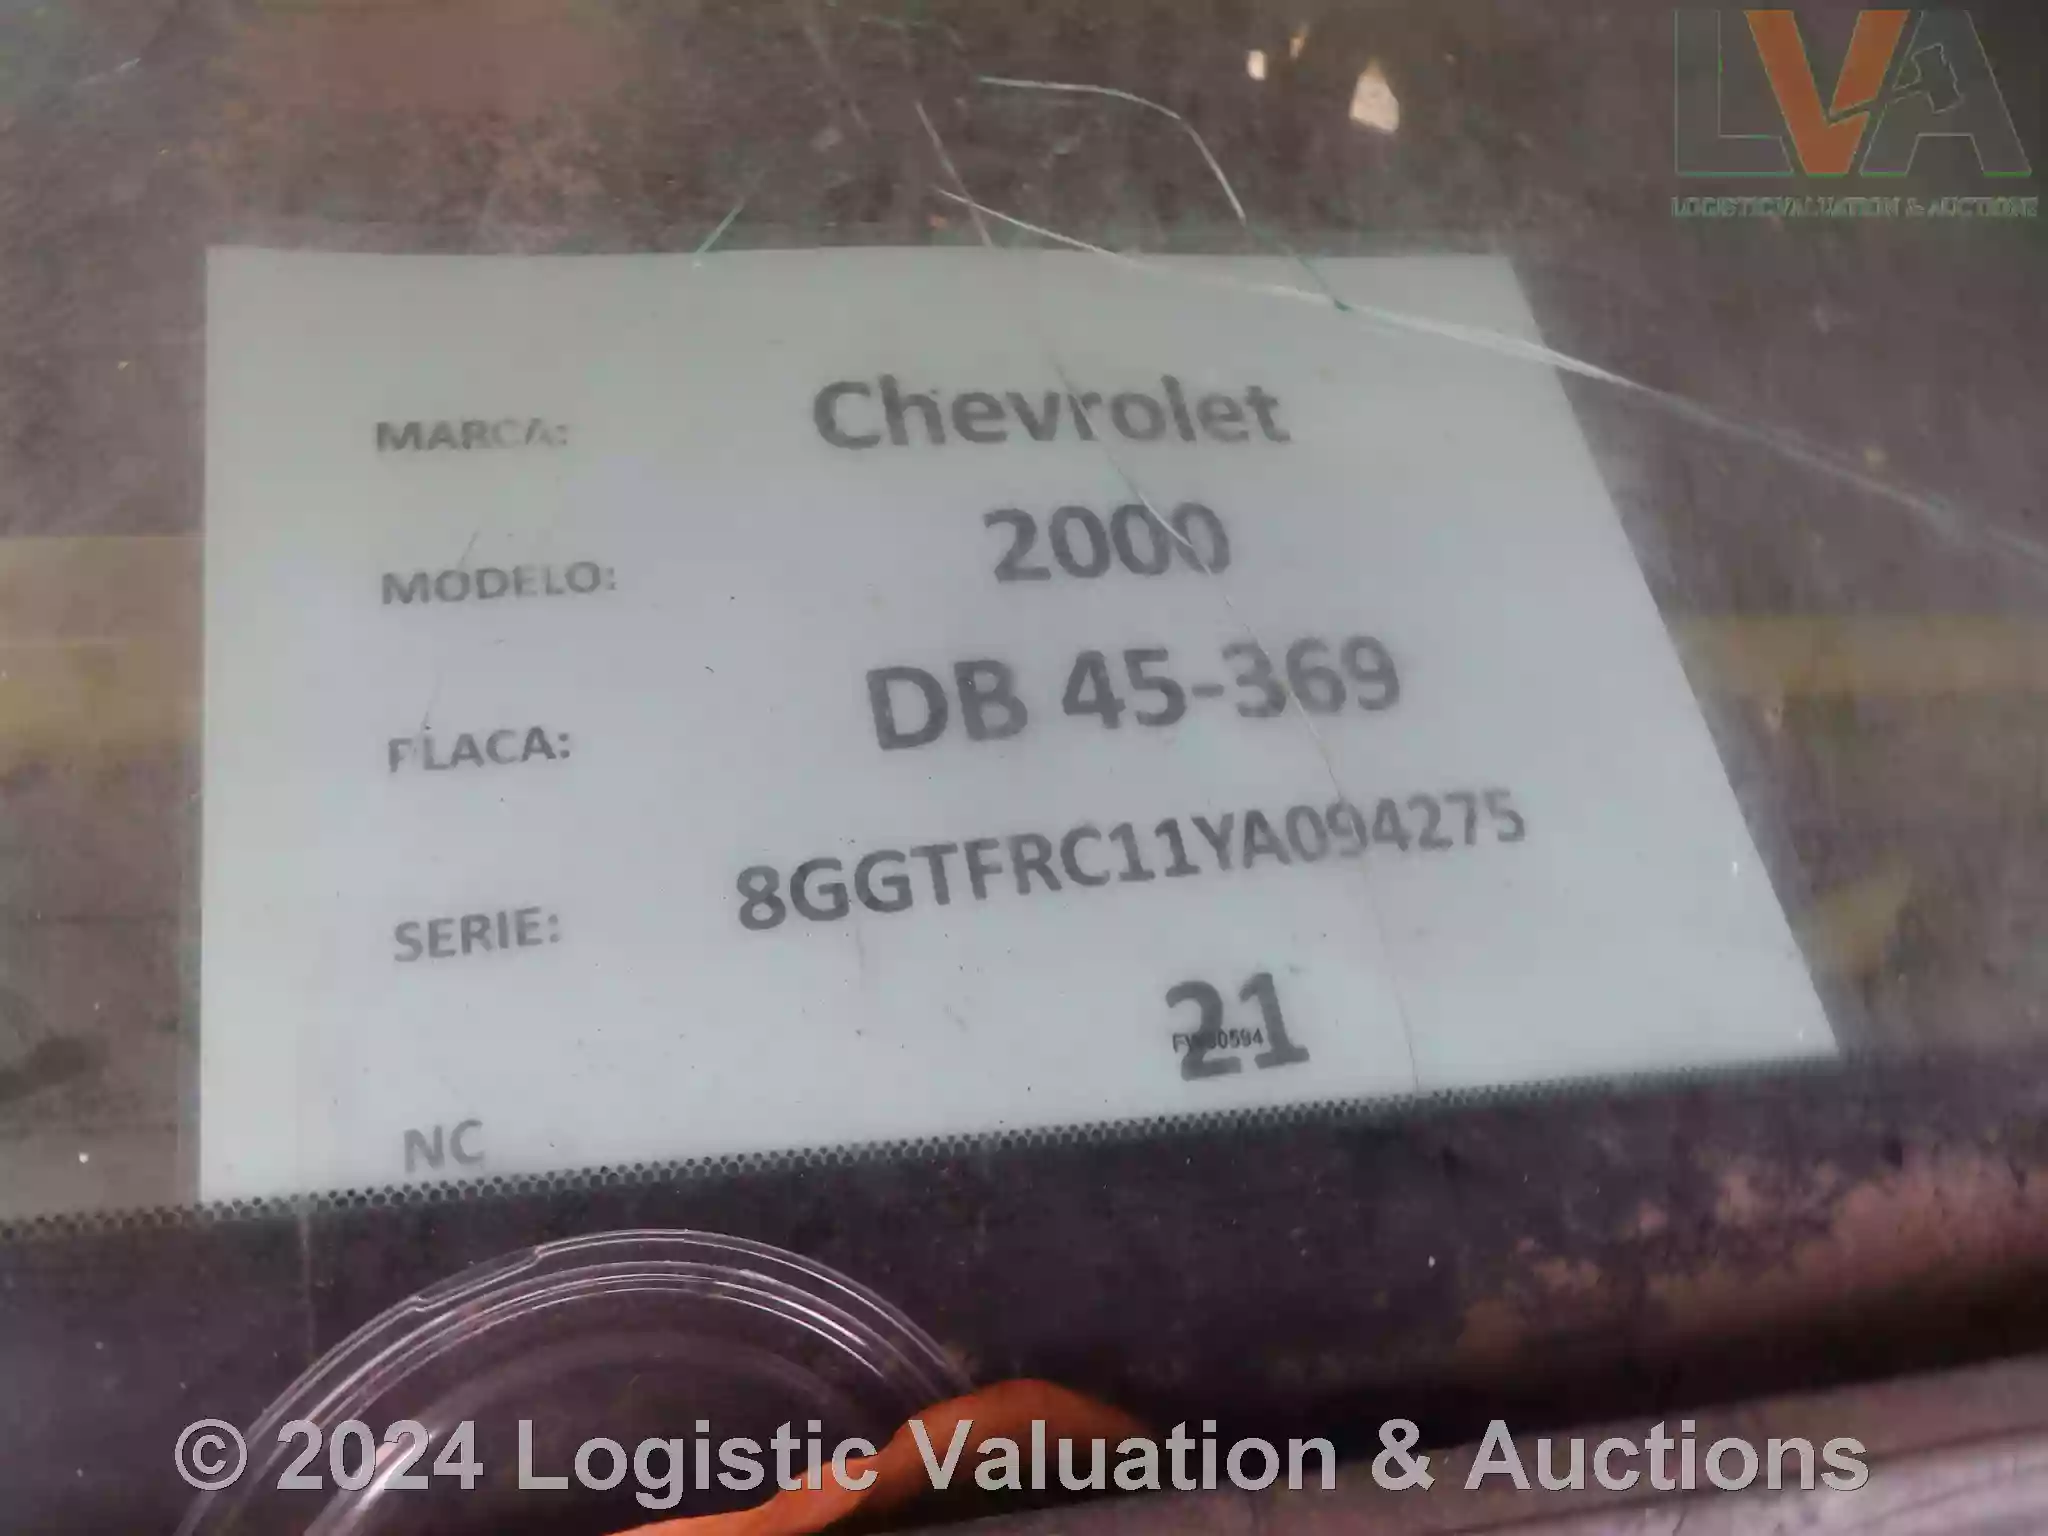 LVA
LOGISTIC VALUATION & AUCTIONS
MARCA: Chevrolet
MODELO: 2000
PLACA: DB 45-369
SERIE: 8GGTFRC11YA094275
NC 21
© 2024 Logistic Valuation & Auctions